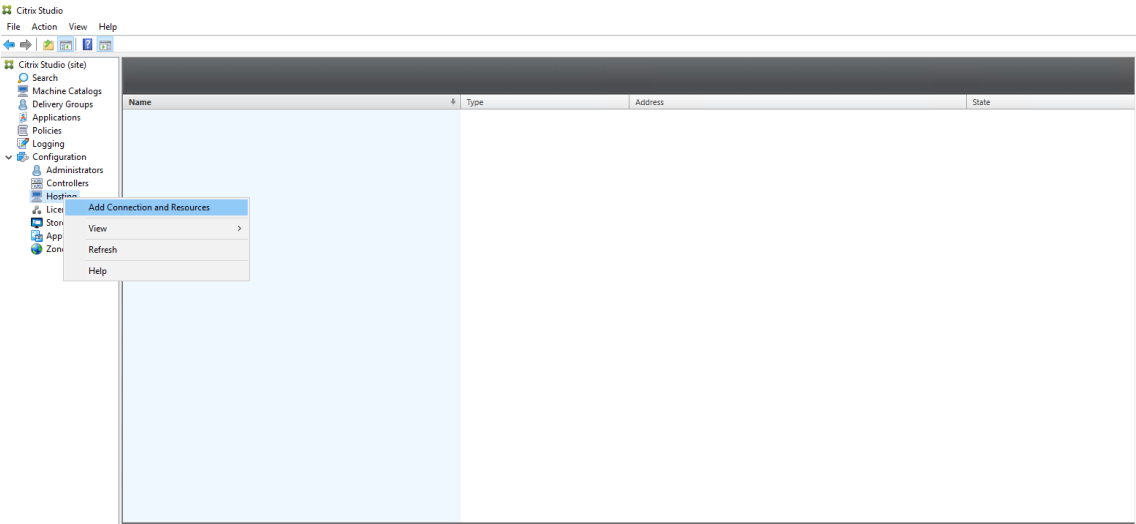 Citrix Studio
File Action View Help
Citrix Studio (site)
Search
Machine Catalogs
Delivery Groups
Applications
Policies
Logging
Configuration
Administrators
Controllers
Hosting
Name Type Address State
Add Connection and Resources
View
Refresh
Help